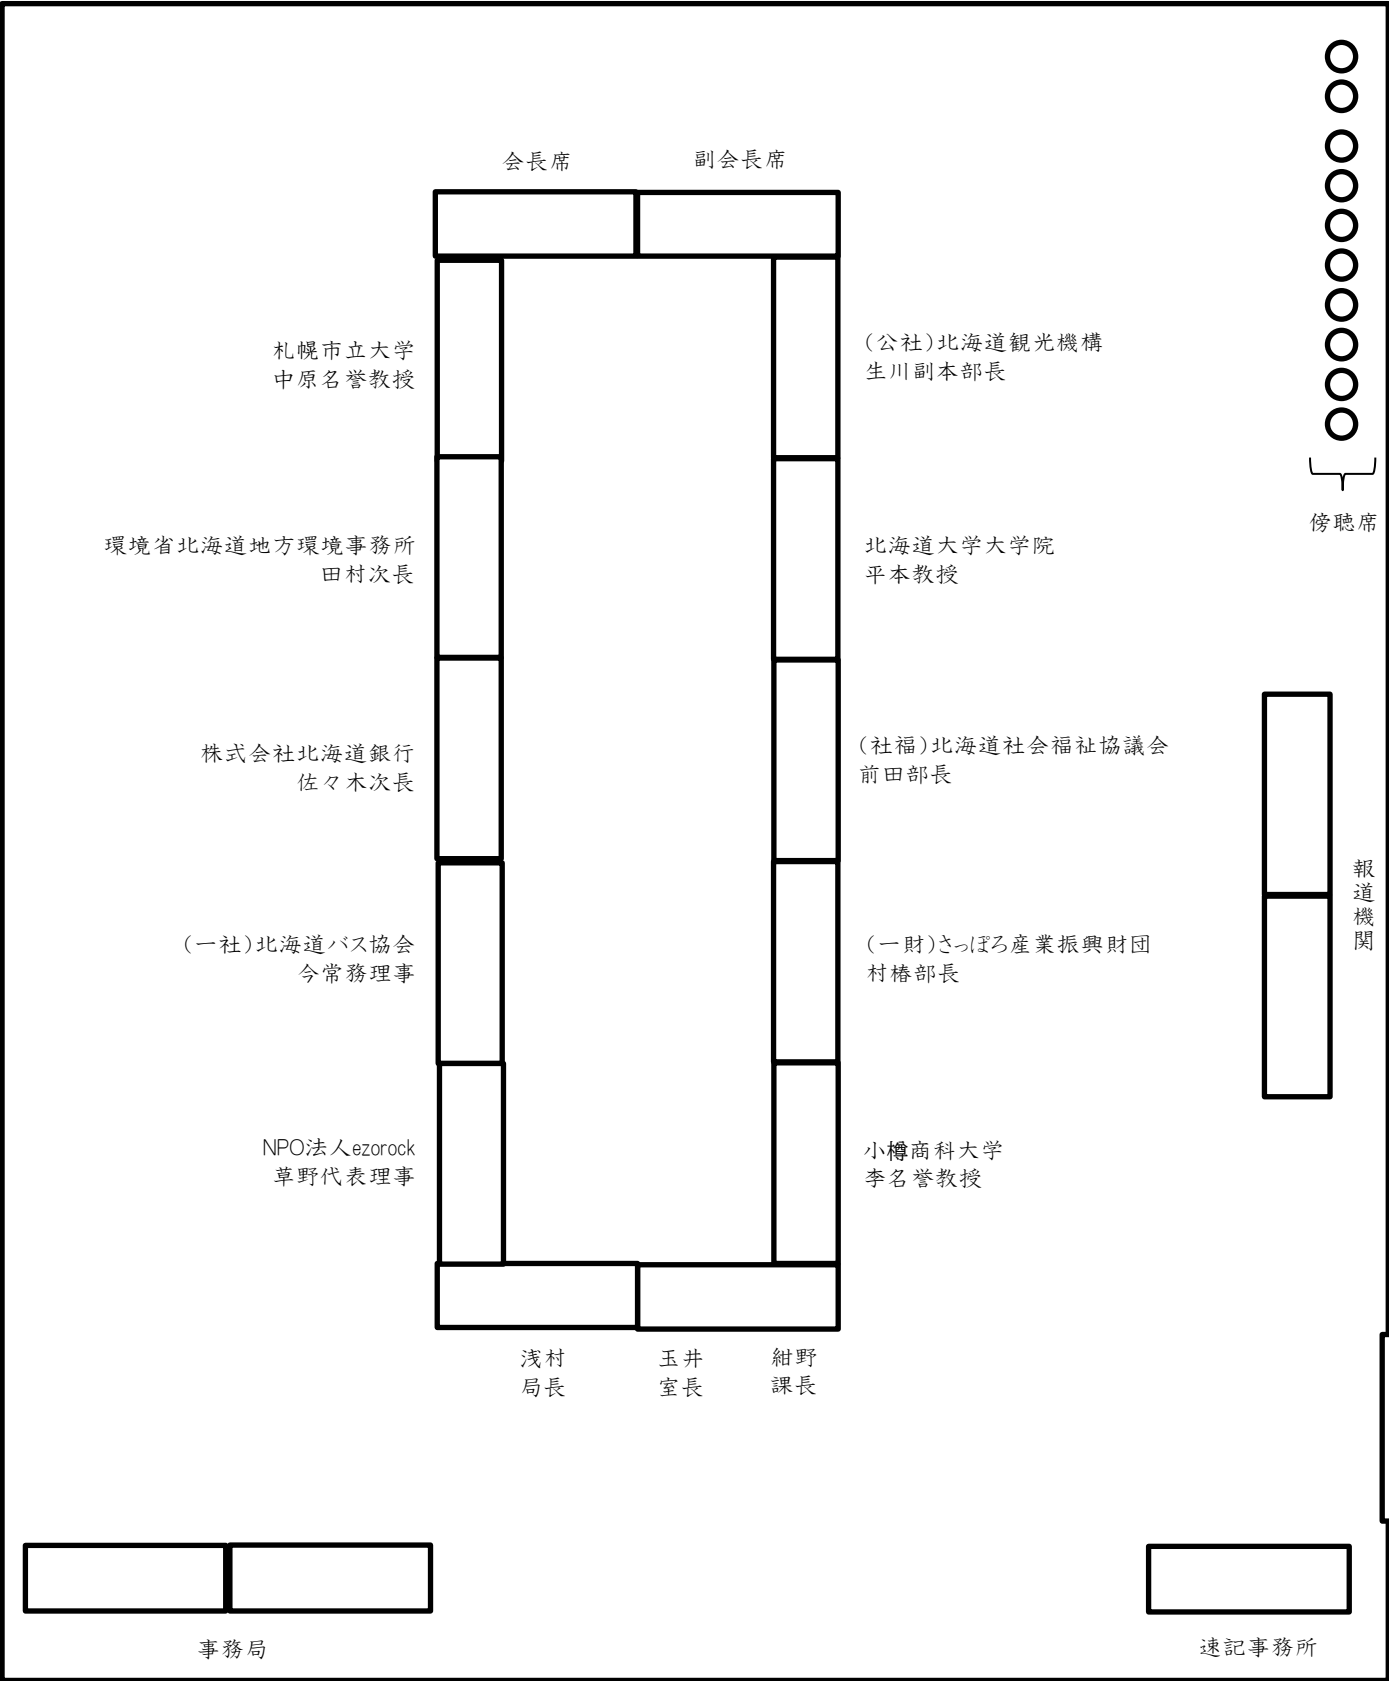 会長席
副会長席
札幌市立大学
中原名誉教授
(公社)北海道観光機構
生川副本部長
傍聴席
環境省北海道地方環境事務所
田村次長
北海道大学大学院
平本教授
株式会社北海道銀行
佐々木次長
(社福)北海道社会福祉協議会
前田部長
報道機関
(一社)北海道バス協会
今常務理事
(一財)さっぽろ産業振興財団
村椿部長
NPO法人ezorock
草野代表理事
小樽商科大学
李名誉教授
浅村
局長
玉井
室長
紺野
課長
事務局
速記事務所